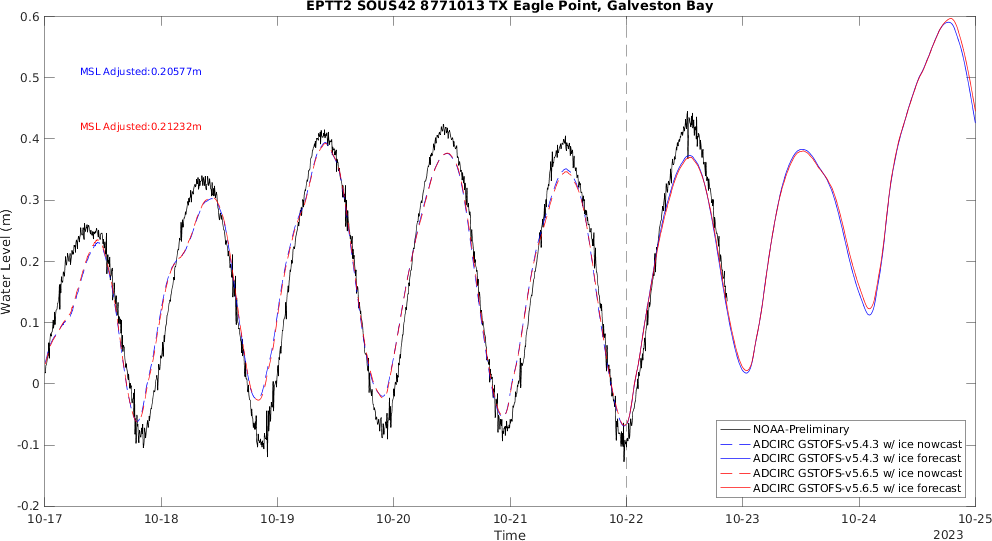 EPTT2 SOUS42 8771013 TX Eagle Point, Galveston Bay
0.6
0.5
0.4
0.3
0.2
0.1
0
-0.1
-0.2
Water Level (m)
MSL Adjusted:0.20577m
MSL Adjusted:0.21232m
NOAA-Preliminary
ADCIRC GSTOFS-v5.4.3 w/ ice nowcast
ADCIRC GSTOFS-v5.4.3 w/ ice forecast
ADCIRC GSTOFS-v5.6.5 w/ ice nowcast
ADCIRC GSTOFS-v5.6.5 w/ ice forecast
10-17 10-18 10-19 10-20 10-21 10-22 10-23 10-24 10-25
Time
2023